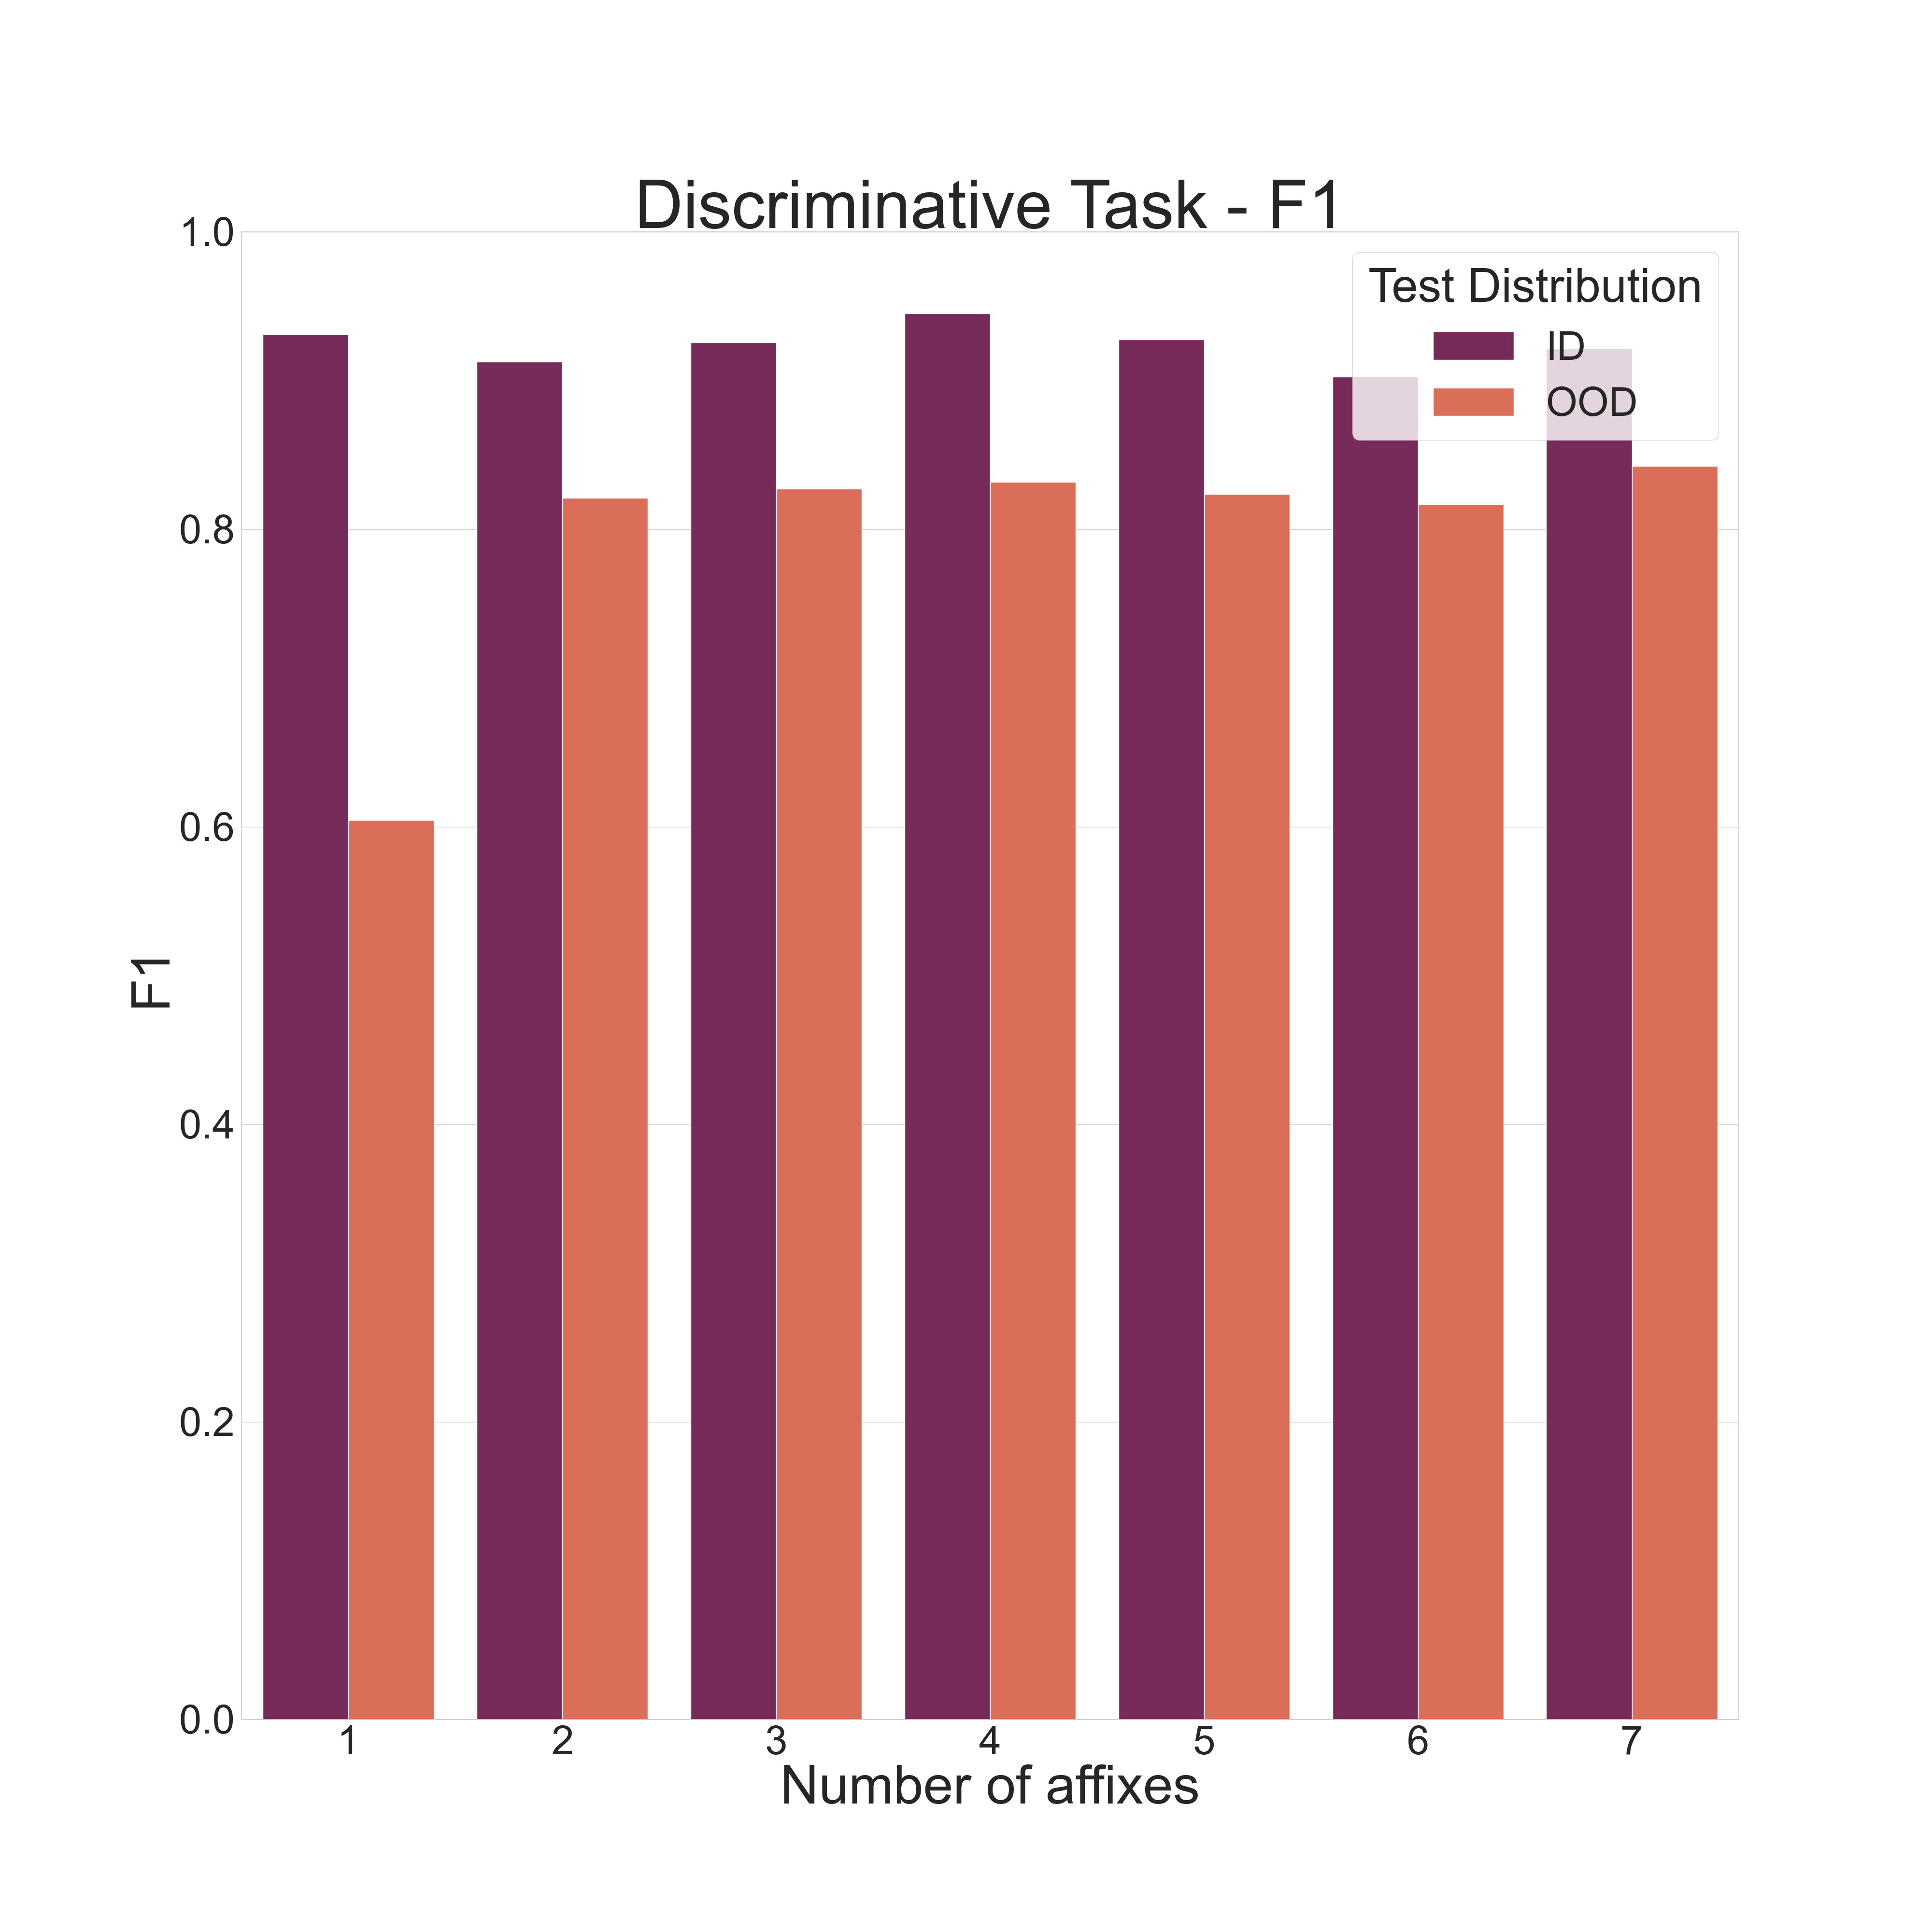 Discriminative Task - F1
1.0
0.8
0.6
0.4
0.2
0.0
F1
Test Distribution
ID
OOD
1 2 3 4 5 6 7
Number of affixes